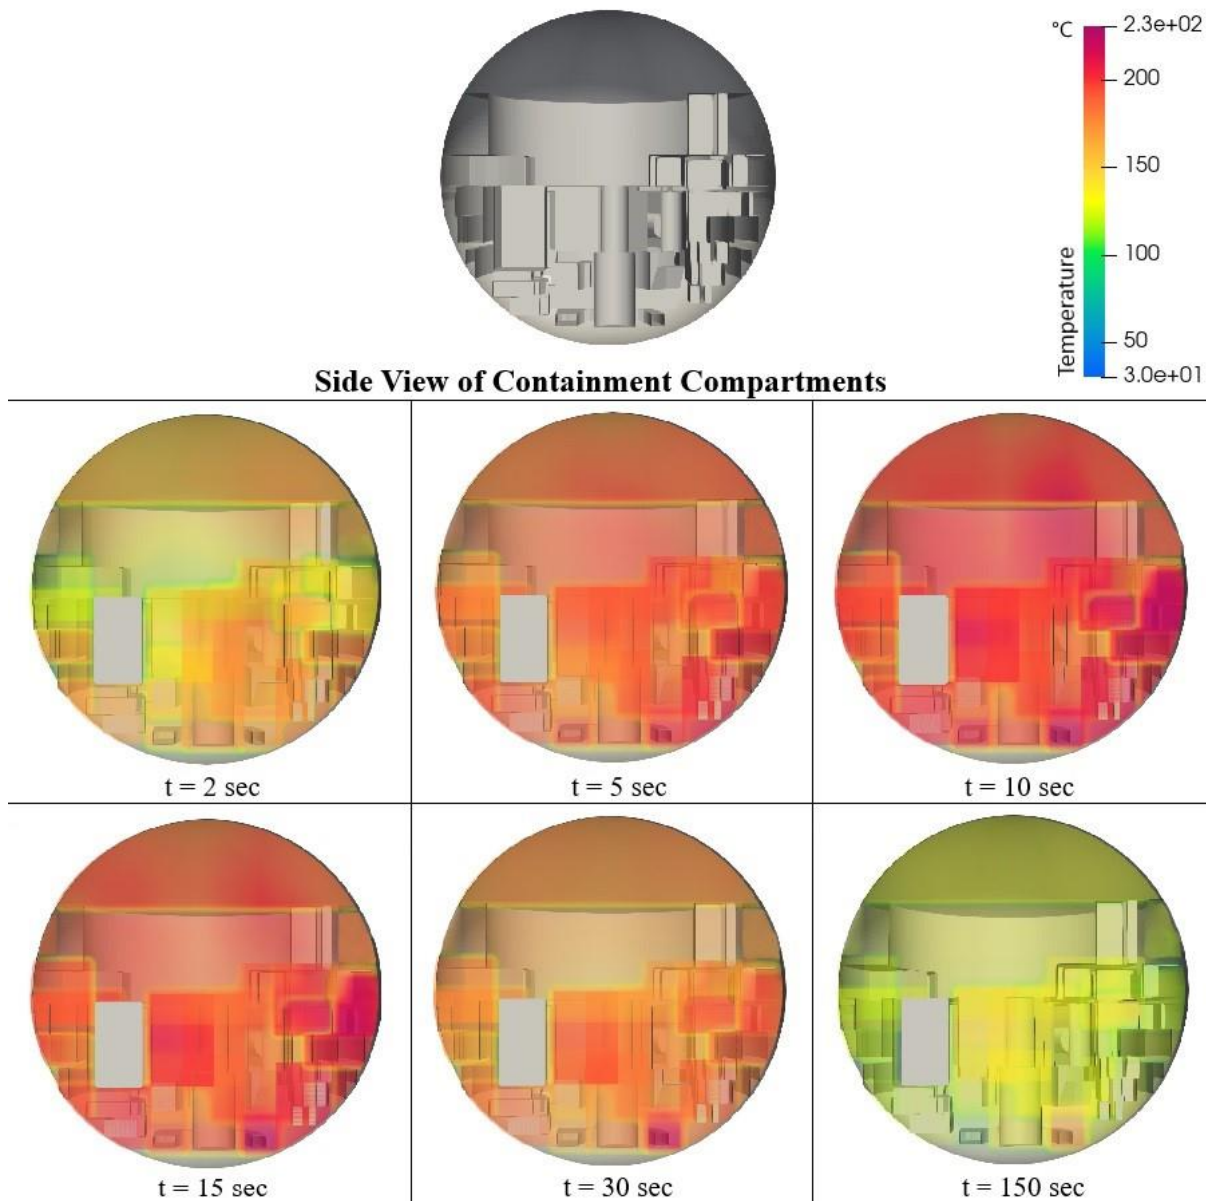 °C
2.3e+02
200
150
100
50
3.0e+01
Temperature
Side View of Containment Compartments
t = 2 sec
t = 5 sec
t = 10 sec
t = 15 sec
t = 30 sec
t = 150 sec